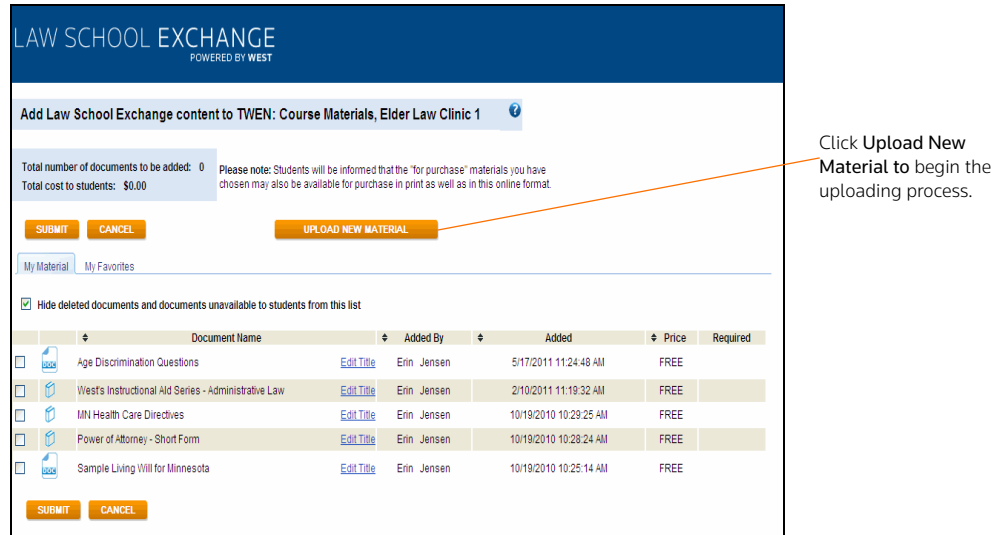 LAW SCHOOL EXCHANGE
POWERED BY WEST
Add Law School Exchange content to TWEN: Course Materials, Elder Law Clinic 1 ?
Total number of documents to be added: 0
Total cost to students: $0.00
Please note: Students will be informed that the "for purchase" materials you have
chosen may also be available for purchase in print as well as in this online format.
SUBMIT CANCEL UPLOAD NEW MATERIAL
Click Upload New
Material to begin the
uploading process.
My Material My Favorites
Hide deleted documents and documents unavailable to students from this list
Document Name Added By Added Price Required
DOC Age Discrimination Questions Edit Title Erin Jensen 5/17/2011 11:24:48 AM FREE
West's Instructional Aid Series - Administrative Law Edit Title Erin Jensen 2/10/2011 11:19:32 AM FREE
MN Health Care Directives Edit Title Erin Jensen 10/19/2010 10:29:25 AM FREE
Power of Attorney - Short Form Edit Title Erin Jensen 10/19/2010 10:28:24 AM FREE
DOC Sample Living Will for Minnesota Edit Title Erin Jensen 10/19/2010 10:25:14 AM FREE
SUBMIT CANCEL